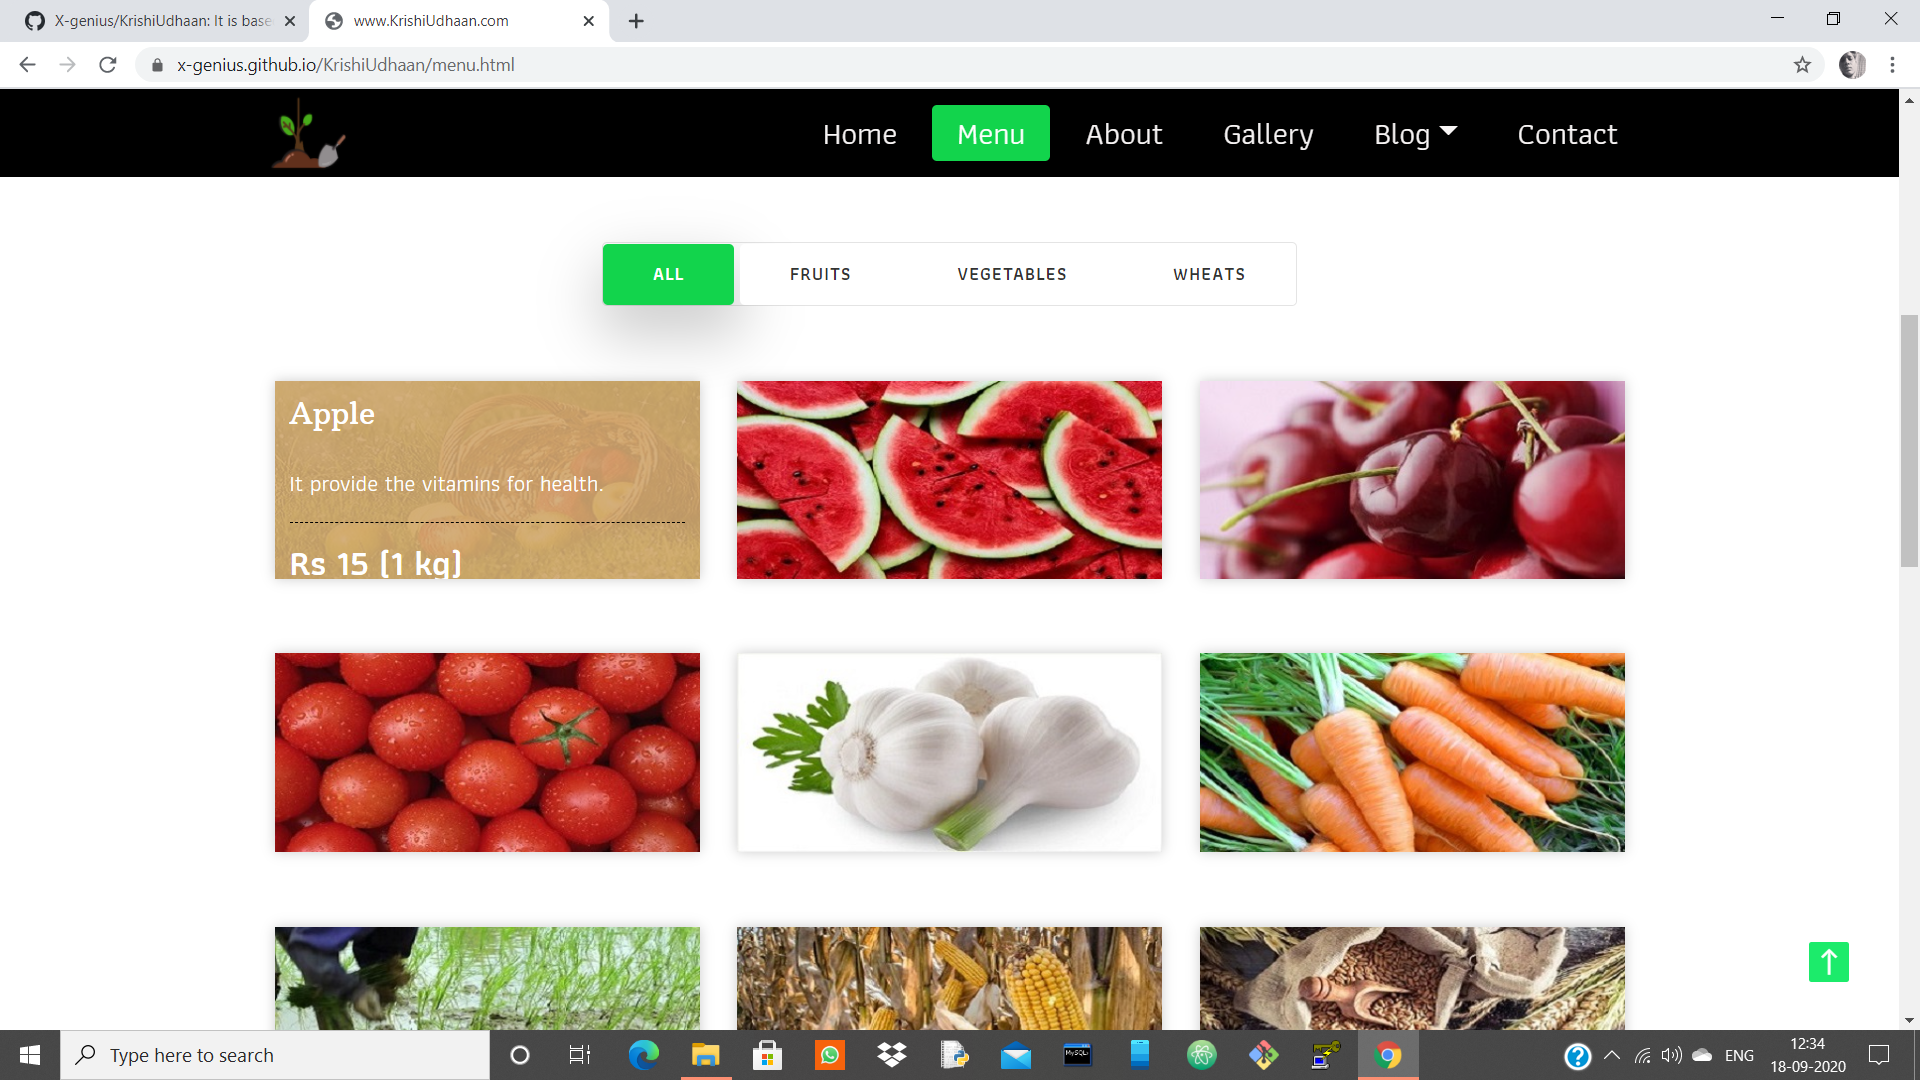 X-genius/KrishiUdhaan: It is base
www.KrishiUdhaan.com
x-genius.github.io/KrishiUdhaan/menu.html
Home Menu About Gallery Blog Contact
ALL FRUITS VEGETABLES WHEATS
Apple
It provide the vitamins for health.
Rs 15 [1 kg]
Type here to search
MySQL
ENG
12:34
18-09-2020